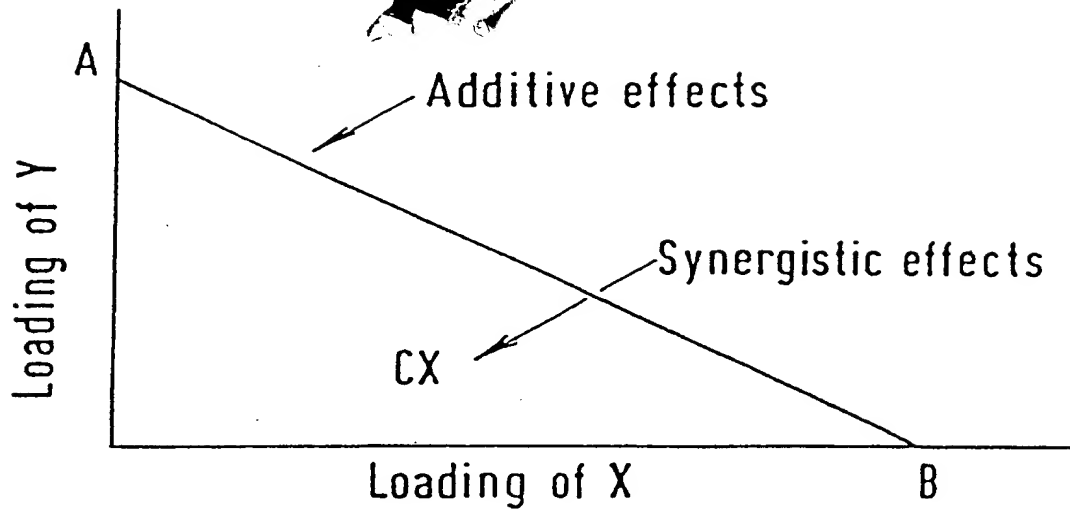 A
Additive effects
Loading of Y
Synergistic effects
CX
Loading of X
B